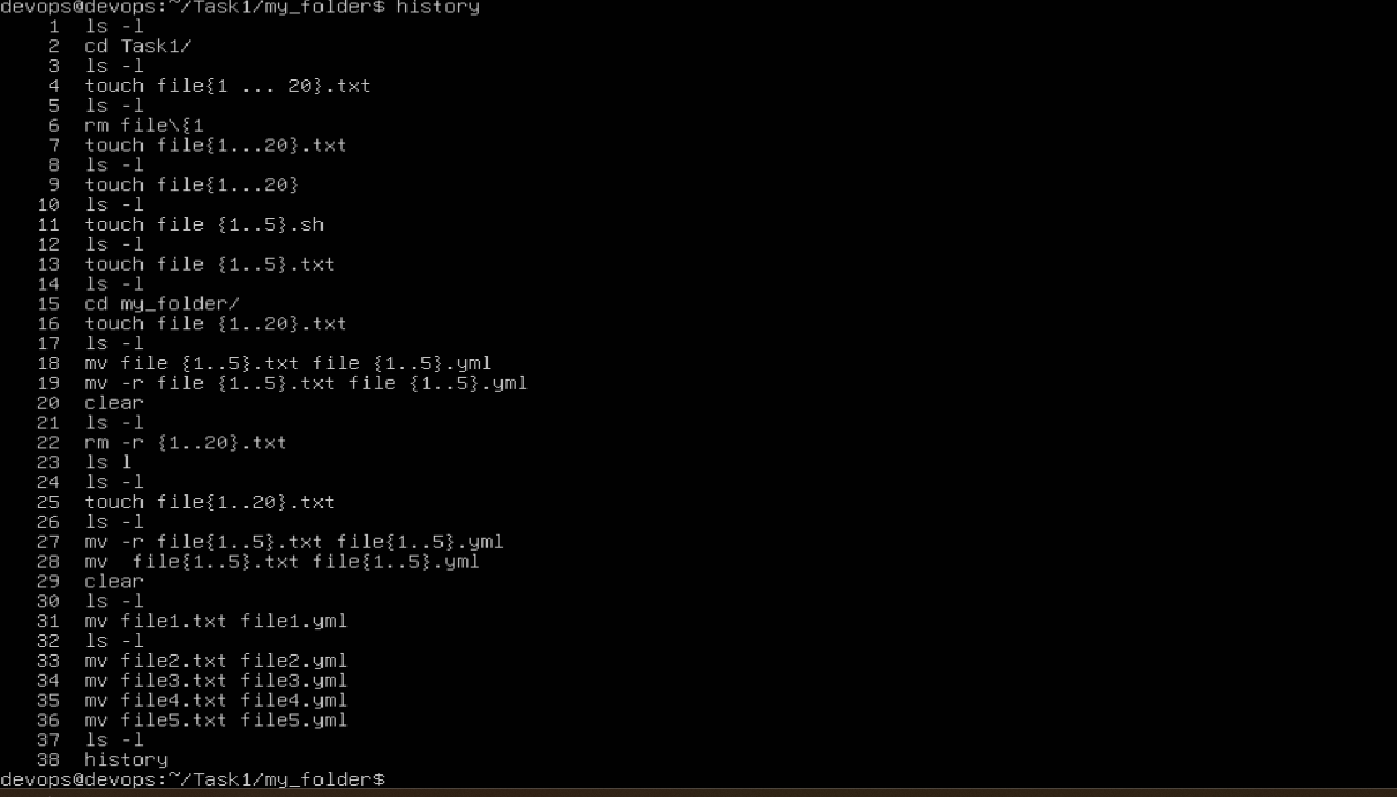 devops@devops:~/Task1/my_folder$ history
1 ls -l
2 cd Task1/
3 ls -l
4 touch file{1 ... 20}.txt
5 ls -l
6 rm file\{1
7 touch file{1...20}.txt
8 ls -l
9 touch file{1...20}
10 ls -l
11 touch file {1..5}.sh
12 ls -l
13 touch file {1..5}.txt
14 ls -l
15 cd my_folder/
16 touch file {1..20}.txt
17 ls -l
18 mv file {1..5}.txt file {1..5}.yml
19 mv -r file {1..5}.txt file {1..5}.yml
20 clear
21 ls -l
22 rm -r {1..20}.txt
23 ls l
24 ls -l
25 touch file{1..20}.txt
26 ls -l
27 mv -r file{1..5}.txt file{1..5}.yml
28 mv  file{1..5}.txt file{1..5}.yml
29 clear
30 ls -l
31 mv file1.txt file1.yml
32 ls -l
33 mv file2.txt file2.yml
34 mv file3.txt file3.yml
35 mv file4.txt file4.yml
36 mv file5.txt file5.yml
37 ls -l
38 history
devops@devops:~/Task1/my_folder$